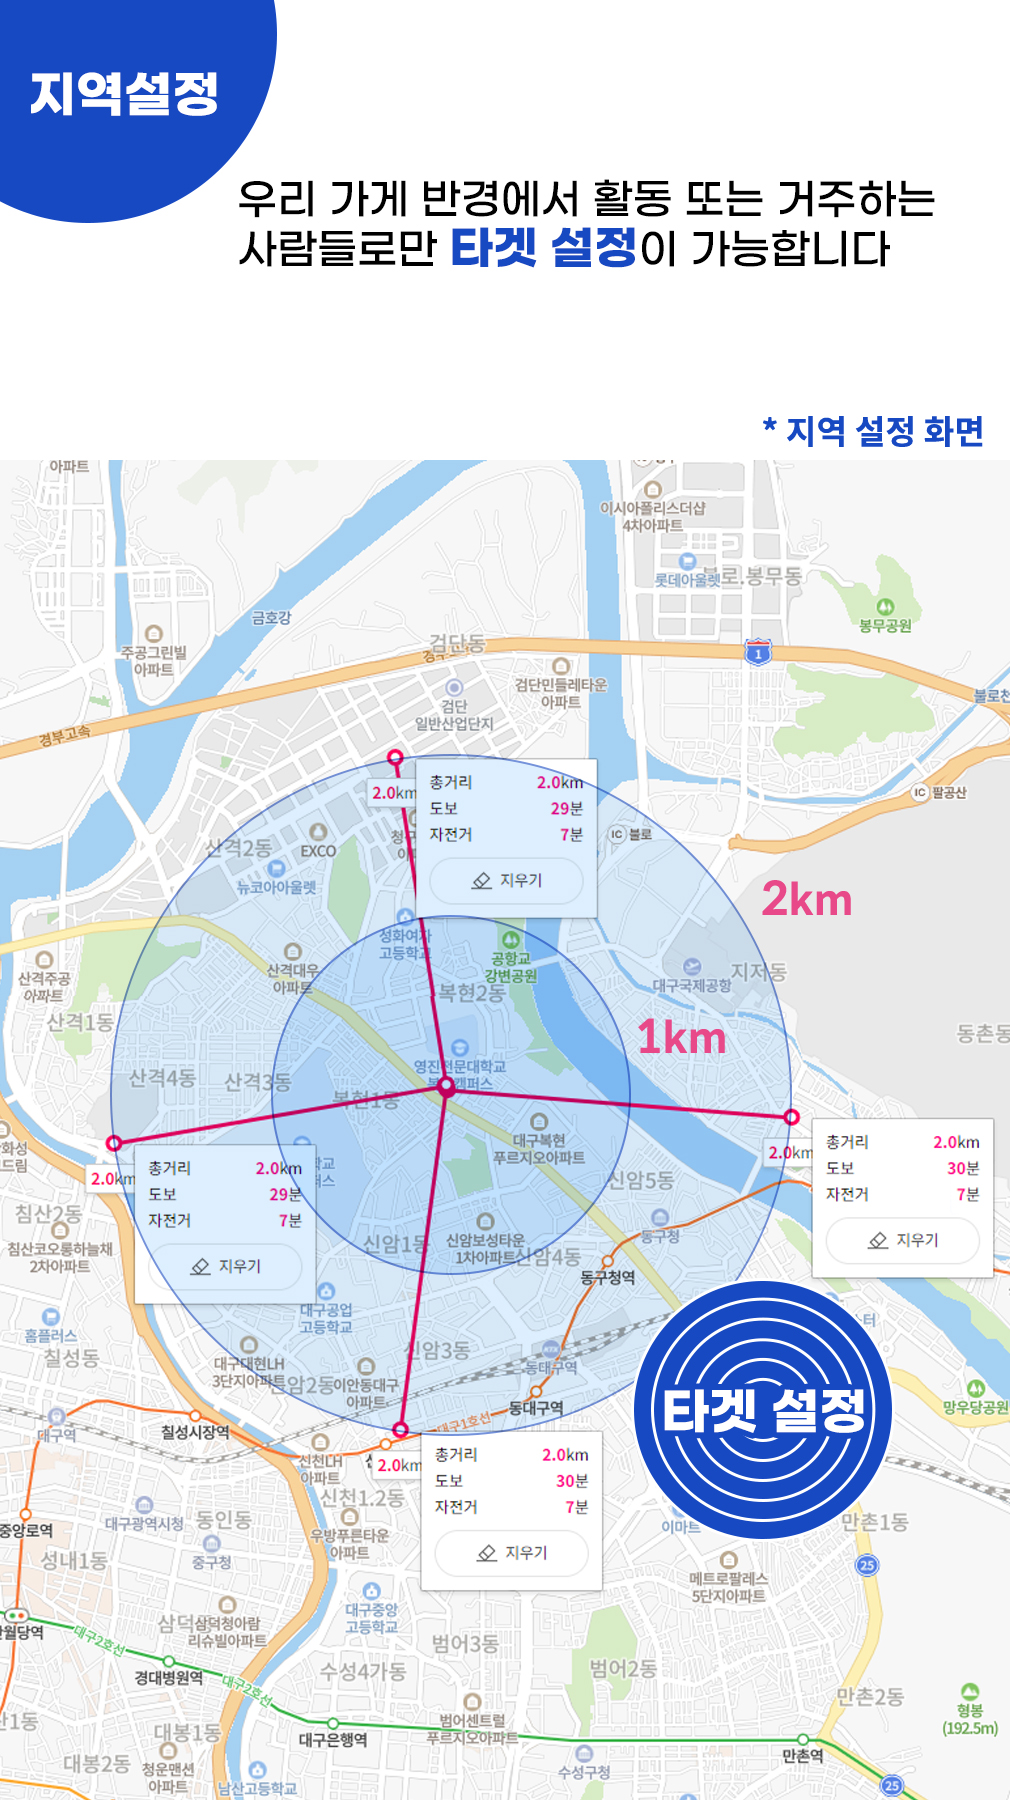 지역설정
우리 가게 반경에서 활동 또는 거주하는
사람들로만 타겟 설정이 가능합니다
* 지역 설정 화면
아파트
이시아폴리스더샵
4차아파트
롯데아울렛
불로.봉무동
봉무공원
금호강
주공그린빌
아파트
검단동
1
검단민들레타운
아파트
검단
일반산업단지
불로천
경부고속
총거리 2.0km
도보 29분
자전거 7분
지우기
2.0km
IC 팔공산
IC 불로
산격2동
EXCO
뉴코아아울렛
2km
성화여자
고등학교
공항교
강변공원
산격대우
아파트
산격주공
아파트
지저동
대구국제공항
복현2동
산격1동
1km
동촌동
영진전문대학교
복현캠퍼스
산격4동
산격3동
복현1동
대구복현
푸르지오아파트
2.0km
총거리 2.0km
도보 30분
자전거 7분
지우기
2.0km
총거리 2.0km
도보 29분
자전거 7분
지우기
신암5동
침산2동
침산코오롱하늘채
2차아파트
신암1동
신암보성타운
1차아파트
신암4동
동구청
동구청역
대구공업
고등학교
홈플러스
칠성동
신암3동
대구대현LH
3단지아파트
신암2동
이안동대구
아파트
동대구역
동대구역
타겟 설정
망우당공원
대구역
칠성시장역
대구1호선
신천LH
아파트
2.0km
총거리 2.0km
도보 30분
자전거 7분
지우기
신천1.2동
대구광역시청
동인동
중앙로역
중구청
우방푸른타운
아파트
이마트
만촌1동
25
성내1동
메트로팔레스
5단지아파트
대구중앙
고등학교
삼덕동
삼덕청아람
리슈빌아파트
대구2호선
범어3동
경대병원역
대구2호선
수성4가동
범어2동
만촌2동
형봉
(192.5m)
범어센트럴
푸르지오아파트
대봉1동
대구은행역
만촌역
대봉2동
청운맨션
아파트
남산고등학교
수성구청
25